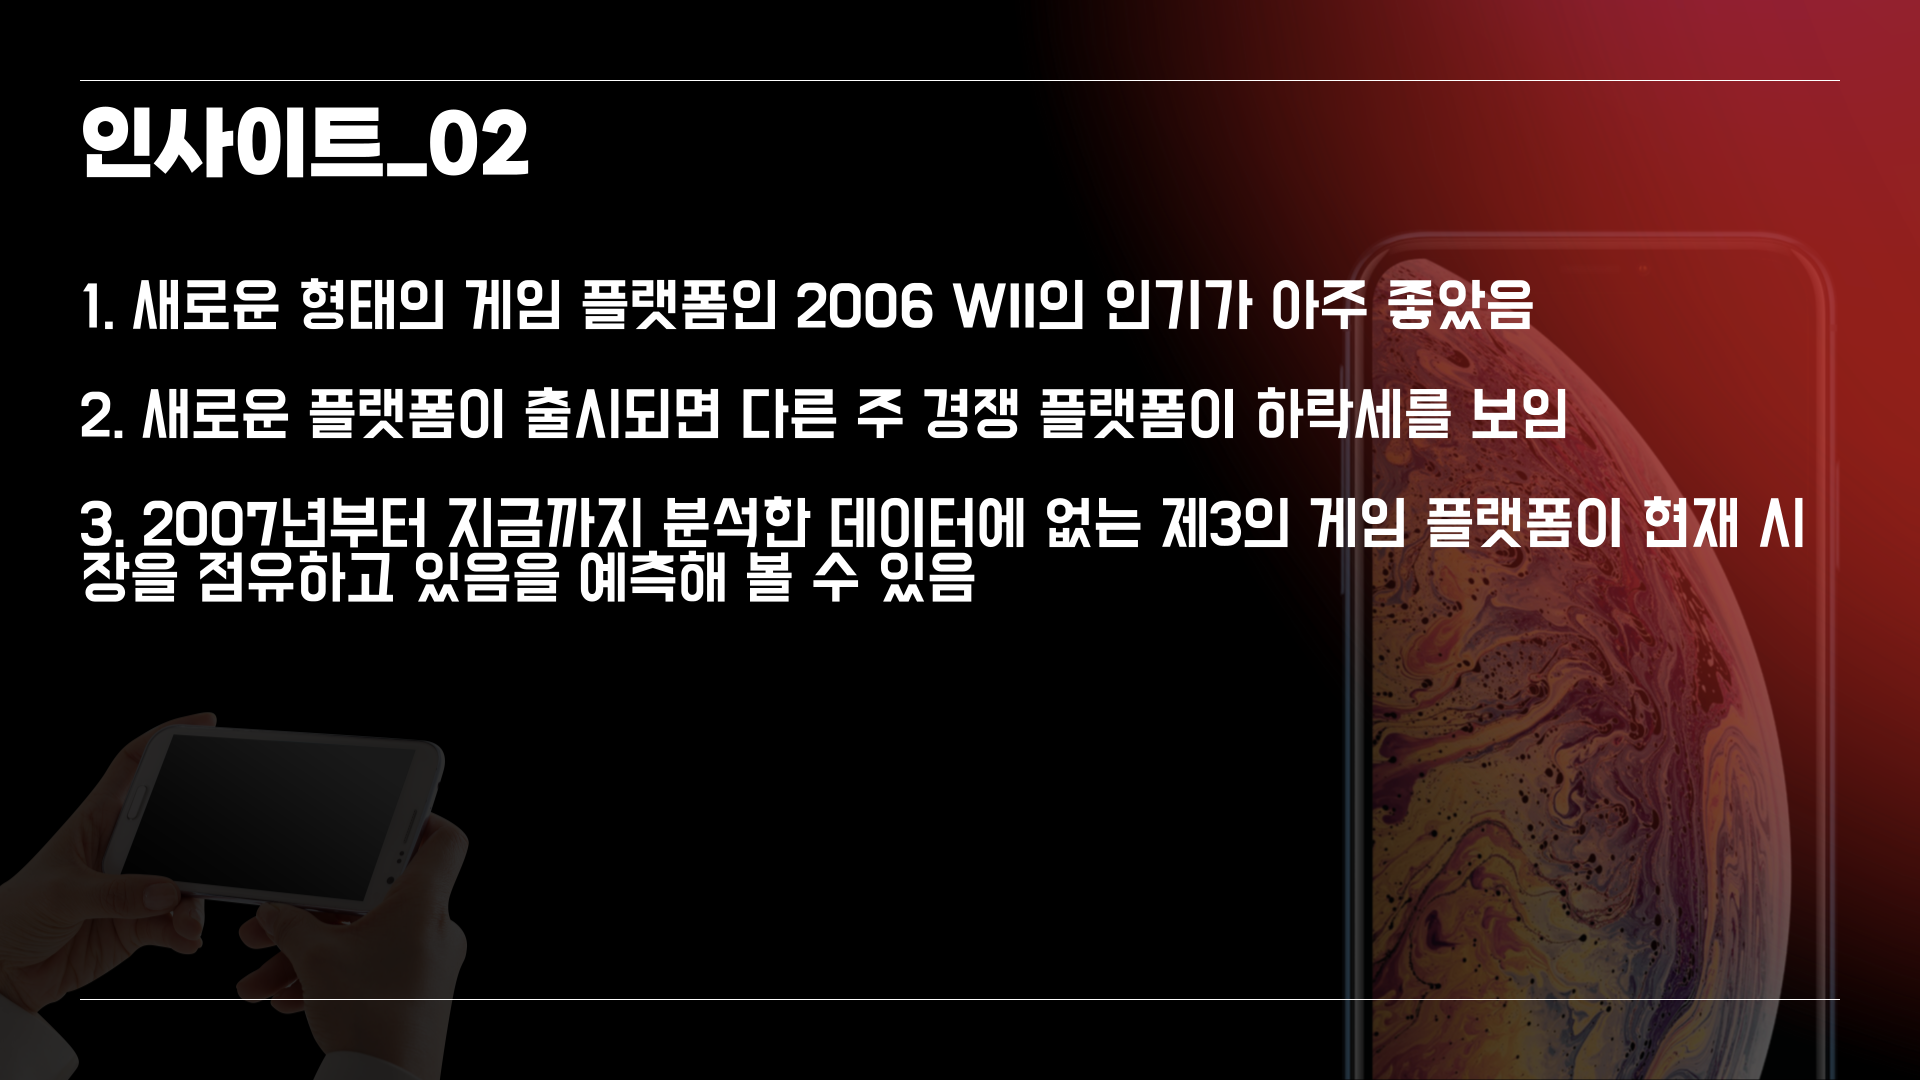 인사이트_02
1. 새로운 형태의 게임 플랫폼인 2006 WII의 인기가 아주 좋았음
2. 새로운 플랫폼이 출시되면 다른 주 경쟁 플랫폼이 하락세를 보임
3. 2007년부터 지금까지 분석한 데이터에 없는 제3의 게임 플랫폼이 현재 시
장을 점유하고 있음을 예측해 볼 수 있음